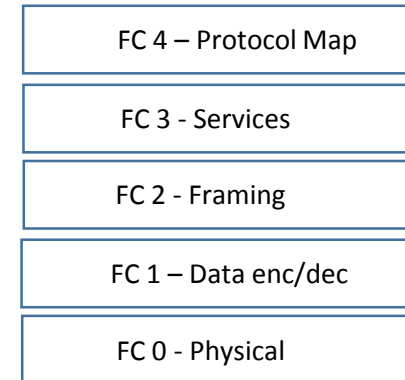 FC 4 – Protocol Map
FC 3 - Services
FC 2 - Framing
FC 1 – Data enc/dec
FC 0 - Physical